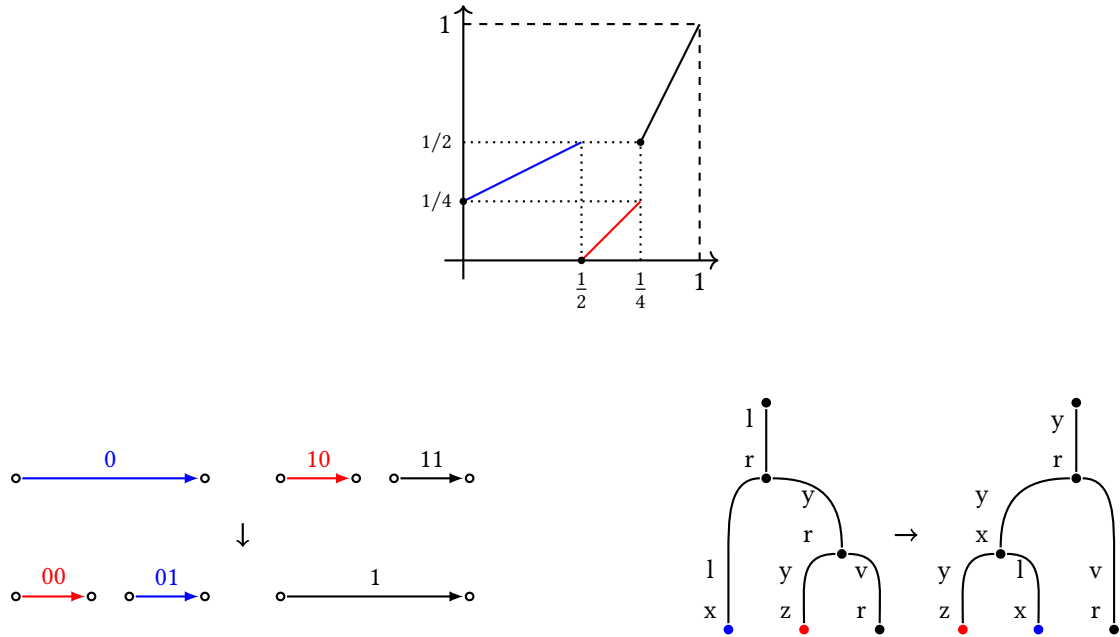 1
1/2
1/4
1/2 1/4 1
0 10 11
↓
00 01 1
l y
r r
y y
r → x
l y v y l v
x z r z x r